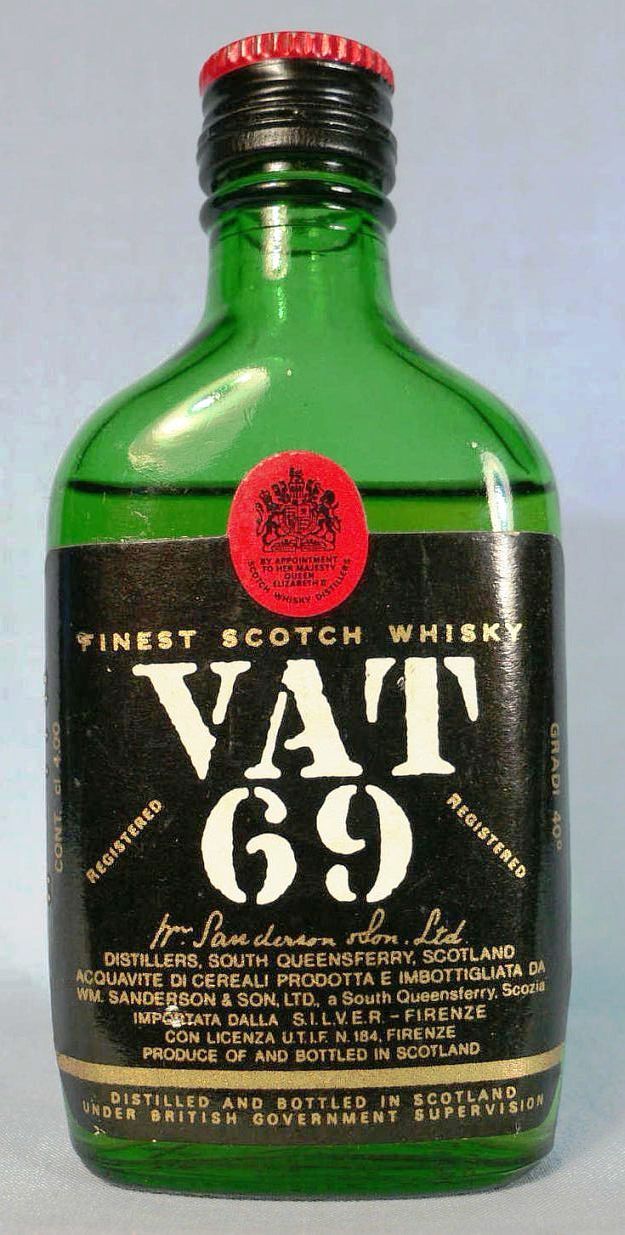 BY APPOINTMENT
TO HER MAJESTY
QUEEN
ELIZABETH II
SCOTCH WHISKY DISTILLERS
FINEST SCOTCH WHISKY
VAT
69
REGISTERED
REGISTERED
CONT. cl 4.00
GRADI 40°
Wm. Sanderson & Son. Ltd
DISTILLERS, SOUTH QUEENSFERRY, SCOTLAND
ACQUAVITE DI CEREALI PRODOTTA E IMBOTTIGLIATA DA
WM. SANDERSON & SON, LTD., a South Queensferry, Scozia
IMPORTATA DALLA S.I.L.V.E.R. - FIRENZE
CON LICENZA U.T.I.F. N. 184, FIRENZE
PRODUCE OF AND BOTTLED IN SCOTLAND
DISTILLED AND BOTTLED IN SCOTLAND
UNDER BRITISH GOVERNMENT SUPERVISION